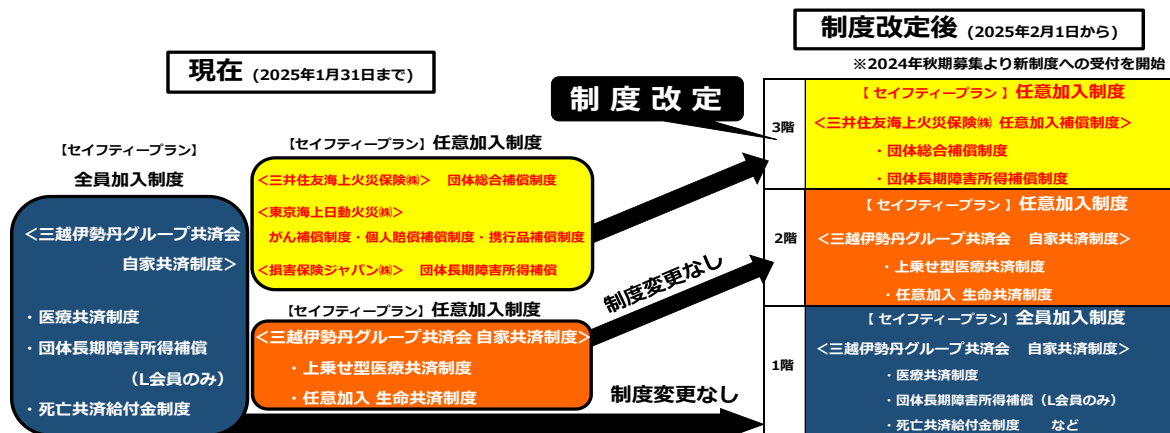 現在 (2025年1月31日まで)
【セイフティープラン】
全員加入制度
<三越伊勢丹グループ共済会
自家共済制度>
・医療共済制度
・団体長期障害所得補償
(L会員のみ)
・死亡共済給付金制度
【セイフティープラン】任意加入制度
<三井住友海上火災保険㈱> 団体総合補償制度
<東京海上日動火災㈱>
がん補償制度・個人賠償補償制度・携行品補償制度
<損害保険ジャパン㈱> 団体長期障害所得補償
【セイフティープラン】任意加入制度
<三越伊勢丹グループ共済会 自家共済制度>
・上乗せ型医療共済制度
・任意加入 生命共済制度
制度改定
制度変更なし
制度変更なし
制度改定後 (2025年2月1日から)
※2024年秋期募集より新制度への受付を開始
3階
【 セイフティープラン 】任意加入制度
<三井住友海上火災保険㈱ 任意加入補償制度>
・団体総合補償制度
・団体長期障害所得補償制度
2階
【 セイフティープラン 】任意加入制度
<三越伊勢丹グループ共済会 自家共済制度>
・上乗せ型医療共済制度
・任意加入 生命共済制度
1階
【 セイフティープラン】全員加入制度
<三越伊勢丹グループ共済会 自家共済制度>
・医療共済制度
・団体長期障害所得補償(L会員のみ)
・死亡共済給付金制度 など